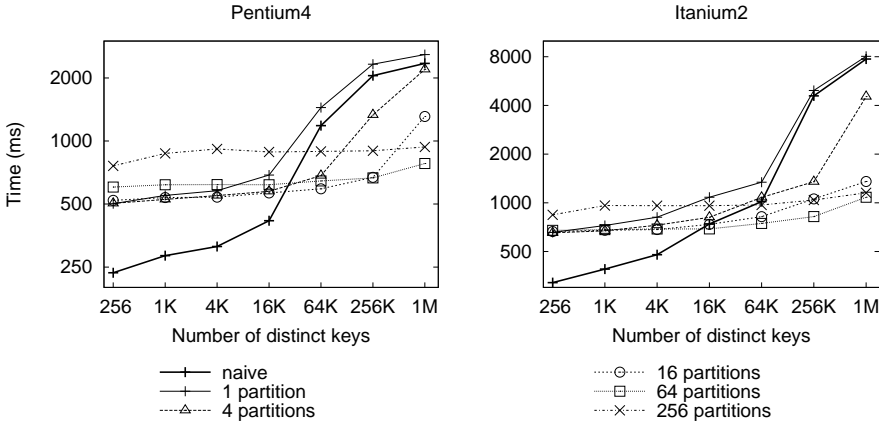 Pentium4
Itanium2
Time (ms)
2000
1000
500
250
256 1K 4K 16K 64K 256K 1M
Number of distinct keys
8000
4000
2000
1000
500
256 1K 4K 16K 64K 256K 1M
Number of distinct keys
naive
1 partition
4 partitions
16 partitions
64 partitions
256 partitions